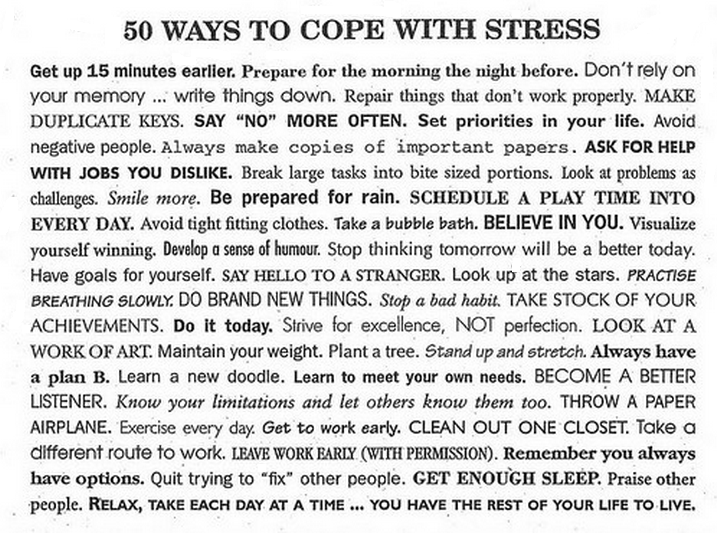 50 WAYS TO COPE WITH STRESS
Get up 15 minutes earlier. Prepare for the morning the night before. Don't rely on
your memory ... write things down. Repair things that don't work properly. MAKE
DUPLICATE KEYS. SAY "NO" MORE OFTEN. Set priorities in your life. Avoid
negative people. Always make copies of important papers. ASK FOR HELP
WITH JOBS YOU DISLIKE. Break large tasks into bite sized portions. Look at problems as
challenges. Smile more. Be prepared for rain. SCHEDULE A PLAY TIME INTO
EVERY DAY. Avoid tight fitting clothes. Take a bubble bath. BELIEVE IN YOU. Visualize
yourself winning. Develop a sense of humour. Stop thinking tomorrow will be a better today.
Have goals for yourself. SAY HELLO TO A STRANGER. Look up at the stars. PRACTISE
BREATHING SLOWLY. DO BRAND NEW THINGS. Stop a bad habit. TAKE STOCK OF YOUR
ACHIEVEMENTS. Do it today. Strive for excellence, NOT perfection. LOOK AT A
WORK OF ART. Maintain your weight. Plant a tree. Stand up and stretch. Always have
a plan B. Learn a new doodle. Learn to meet your own needs. BECOME A BETTER
LISTENER. Know your limitations and let others know them too. THROW A PAPER
AIRPLANE. Exercise every day. Get to work early. CLEAN OUT ONE CLOSET. Take a
different route to work. LEAVE WORK EARLY (WITH PERMISSION). Remember you always
have options. Quit trying to "fix" other people. GET ENOUGH SLEEP. Praise other
people. RELAX, TAKE EACH DAY AT A TIME ... YOU HAVE THE REST OF YOUR LIFE TO LIVE.